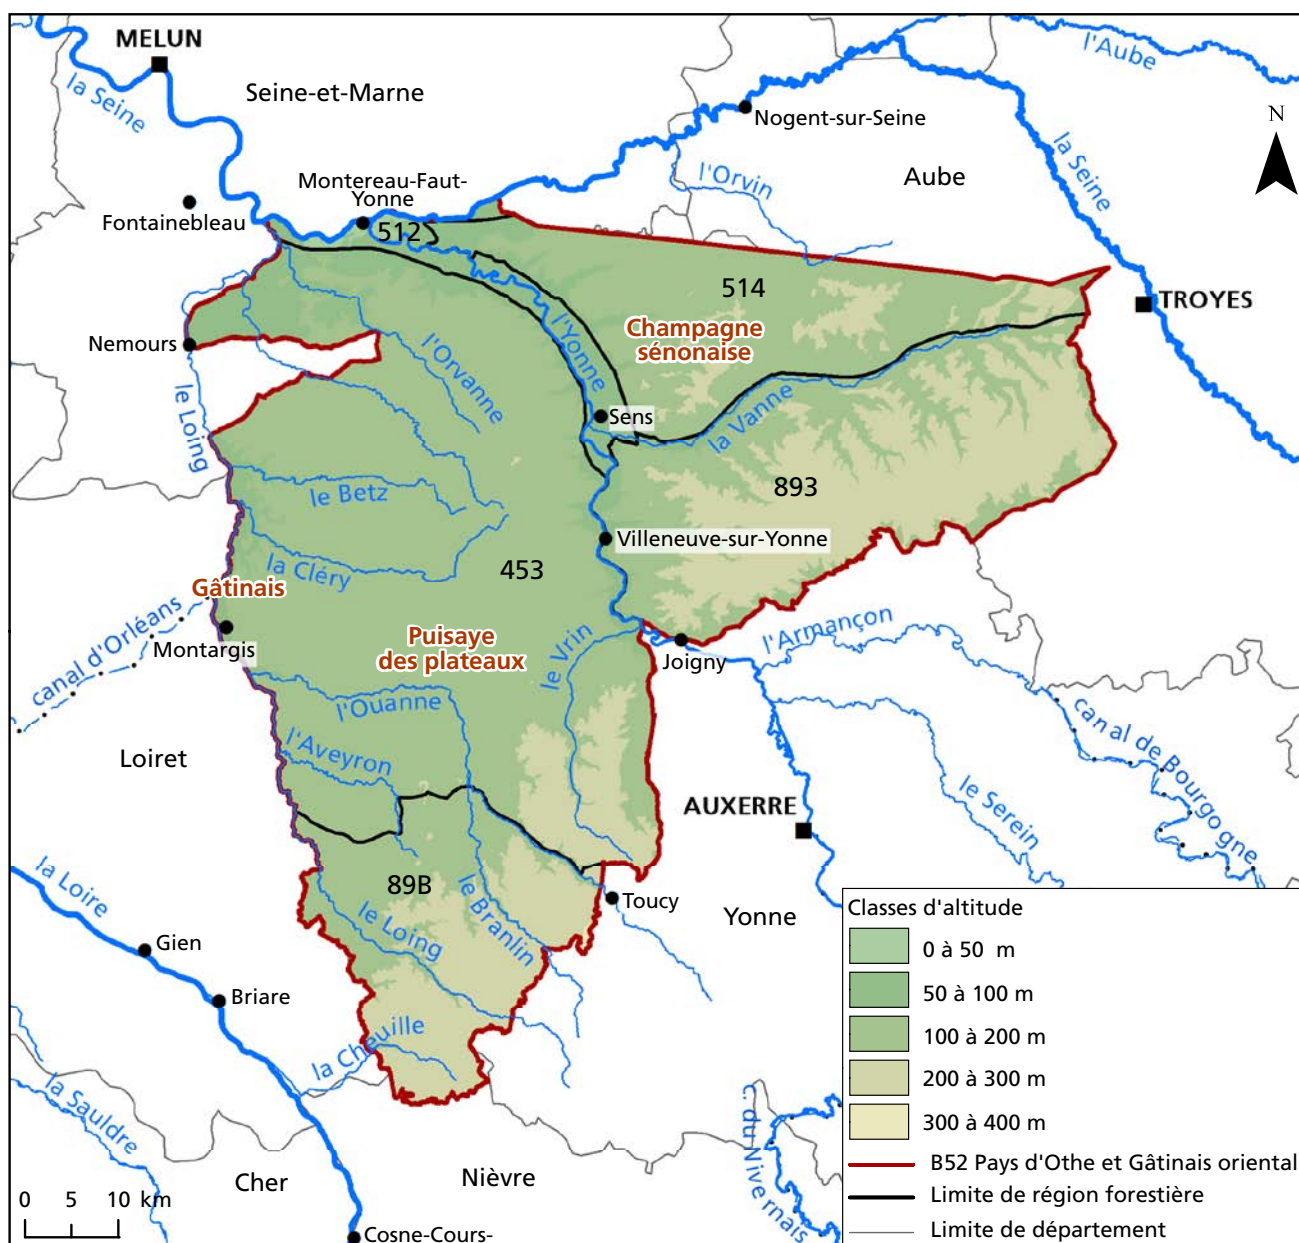 MELUN
la Seine
Seine-et-Marne
l'Aube
Nogent-sur-Seine
N
la Seine
l'Orvin
Aube
Montereau-Faut-
Yonne
Fontainebleau
512
514
TROYES
Champagne
sénonaise
Nemours
l'Yonne
l'Orvanne
le Loing
Sens
la Vanne
893
le Betz
Villeneuve-sur-Yonne
la Cléry
453
Gâtinais
canal d'Orléans
Montargis
Puisaye
des plateaux
le Vrin
Joigny
l'Armançon
l'Ouanne
canal de Bourgogne
Loiret
l'Aveyron
AUXERRE
le Serein
la Loire
89B
le Branlin
Toucy
Yonne
le Loing
Gien
Briare
la Cheuille
la Sauldre
c. du Nivernais
Cher
Nièvre
0 5 10 km
Cosne-Cours-
Classes d'altitude
0 à 50 m
50 à 100 m
100 à 200 m
200 à 300 m
300 à 400 m
B52 Pays d'Othe et Gâtinais oriental
Limite de région forestière
Limite de département